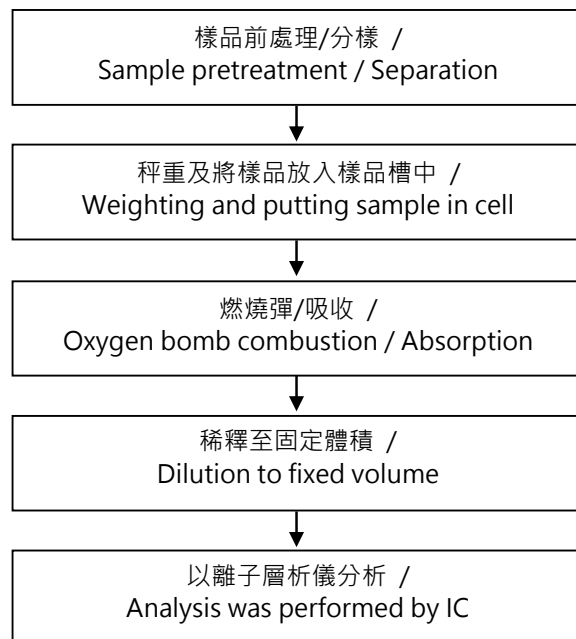 樣品前處理/分樣 /
Sample pretreatment / Separation
秤重及將樣品放入樣品槽中 /
Weighting and putting sample in cell
燃燒彈/吸收 /
Oxygen bomb combustion / Absorption
稀釋至固定體積 /
Dilution to fixed volume
以離子層析儀分析 /
Analysis was performed by IC